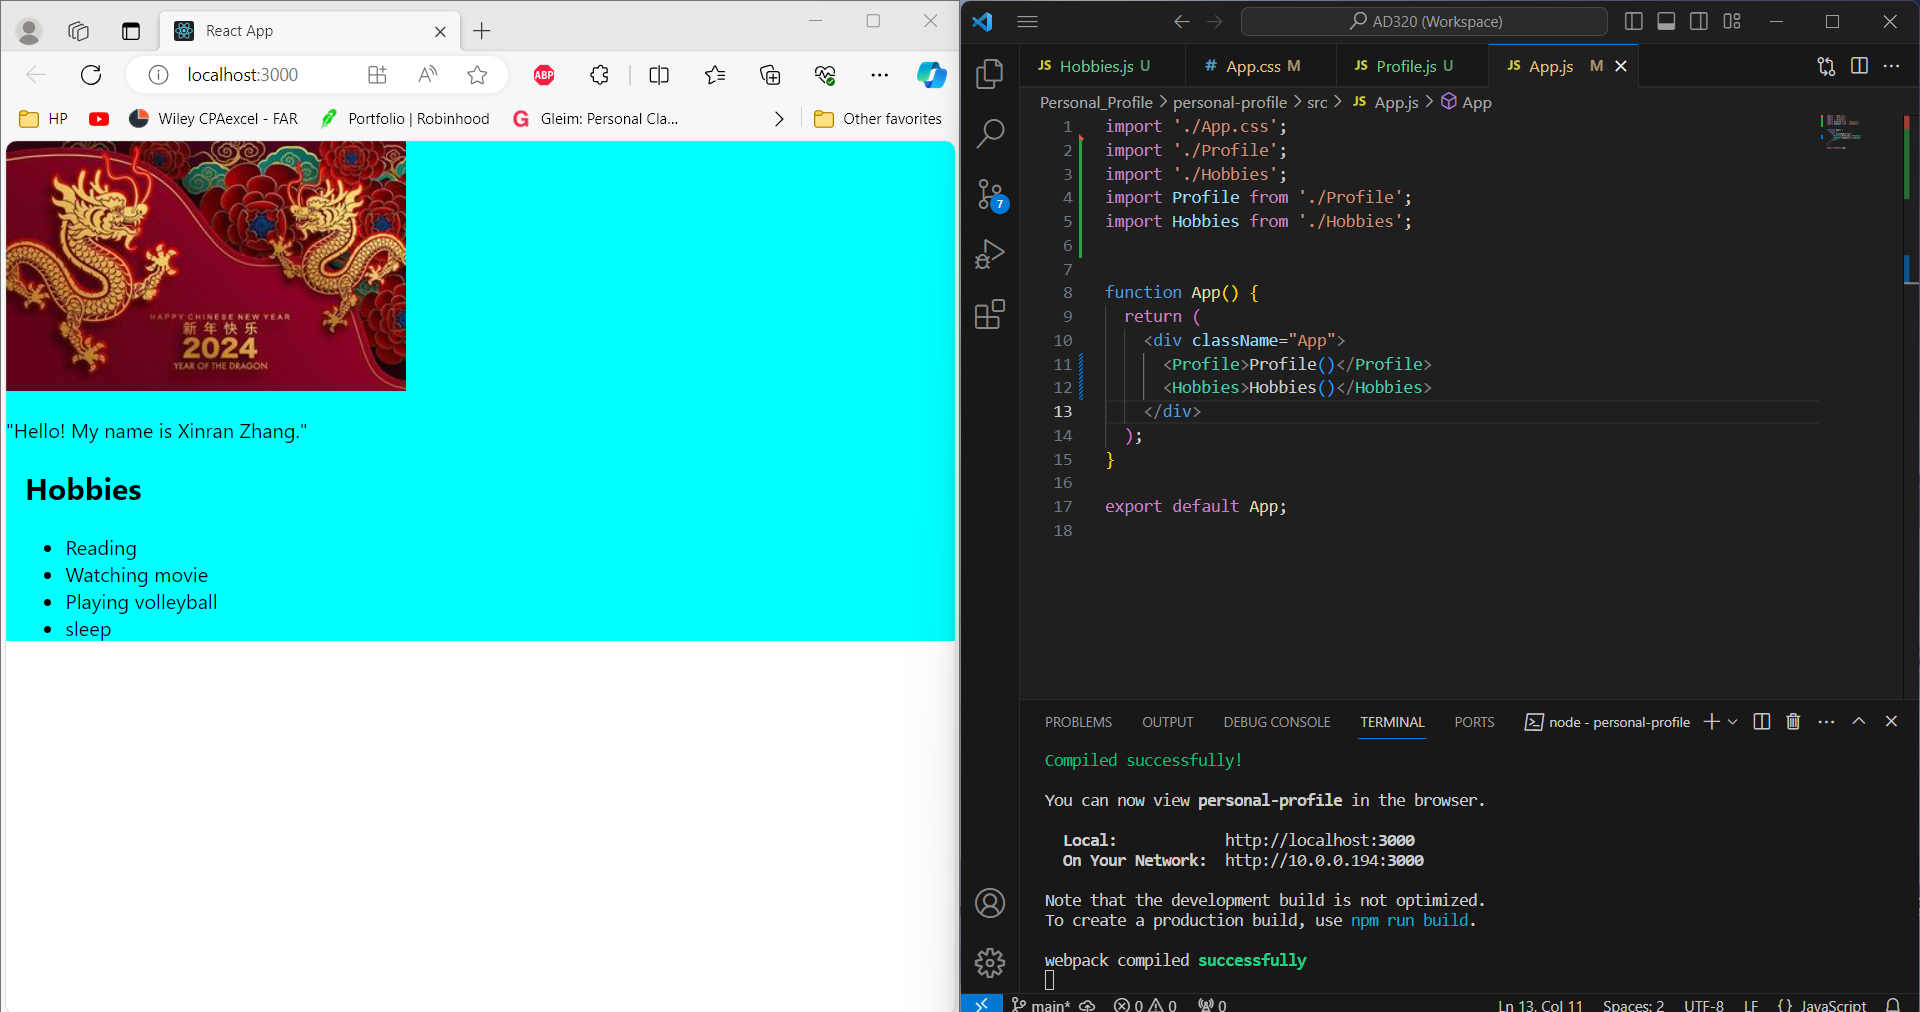 React App
localhost:3000
ABP
HP
Wiley CPAexcel - FAR
Portfolio | Robinhood
G Gleim: Personal Cla...
Other favorites
HAPPY CHINESE NEW YEAR
新年快乐
2024
YEAR OF THE DRAGON
"Hello! My name is Xinran Zhang."
Hobbies
Reading
Watching movie
Playing volleyball
sleep
AD320 (Workspace)
JS Hobbies.js U
# App.css M
JS Profile.js U
JS App.js M
Personal_Profile > personal-profile > src > JS App.js > App
7
1 import './App.css';
2 import './Profile';
3 import './Hobbies';
4 import Profile from './Profile';
5 import Hobbies from './Hobbies';
6
7
8 function App() {
9 return (
10 <div className="App">
11 <Profile>Profile()</Profile>
12 <Hobbies>Hobbies()</Hobbies>
13 </div>
14 );
15 }
16
17 export default App;
18
PROBLEMS OUTPUT DEBUG CONSOLE TERMINAL PORTS node - personal-profile
Compiled successfully!
You can now view personal-profile in the browser.
Local: http://localhost:3000
On Your Network: http://10.0.0.194:3000
Note that the development build is not optimized.
To create a production build, use npm run build.
webpack compiled successfully
main* 0 0 0 Ln 13, Col 11 Spaces: 2 UTF-8 LF {} JavaScript